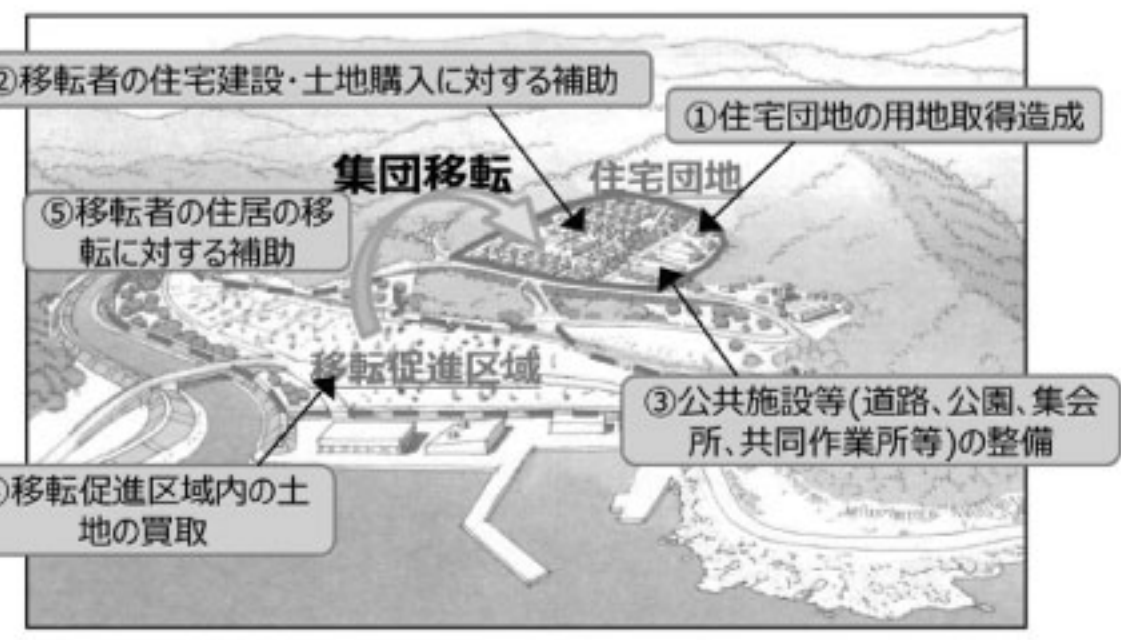 ②移転者の住宅建設・土地購入に対する補助
①住宅団地の用地取得造成
集団移転
住宅団地
⑤移転者の住居の移
転に対する補助
移転促進区域
③公共施設等(道路、公園、集会
所、共同作業所等)の整備
移転促進区域内の土
地の買取